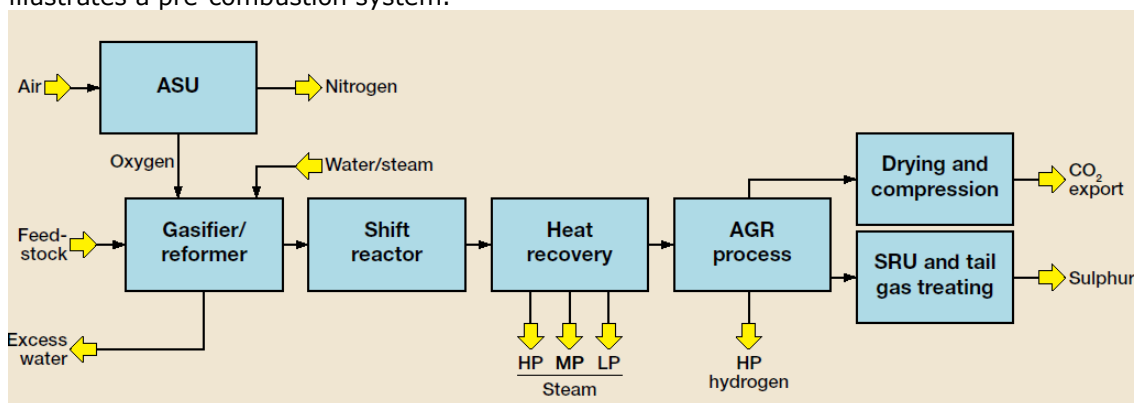 illustrates a pre-combustion system.
Air
ASU
Nitrogen
Oxygen
Water/steam
Feed-
stock
Gasifier/
reformer
Shift
reactor
Heat
recovery
AGR
process
Drying and
compression
CO₂
export
SRU and tail
gas treating
Sulphur
Excess
water
HP MP LP
Steam
HP
hydrogen